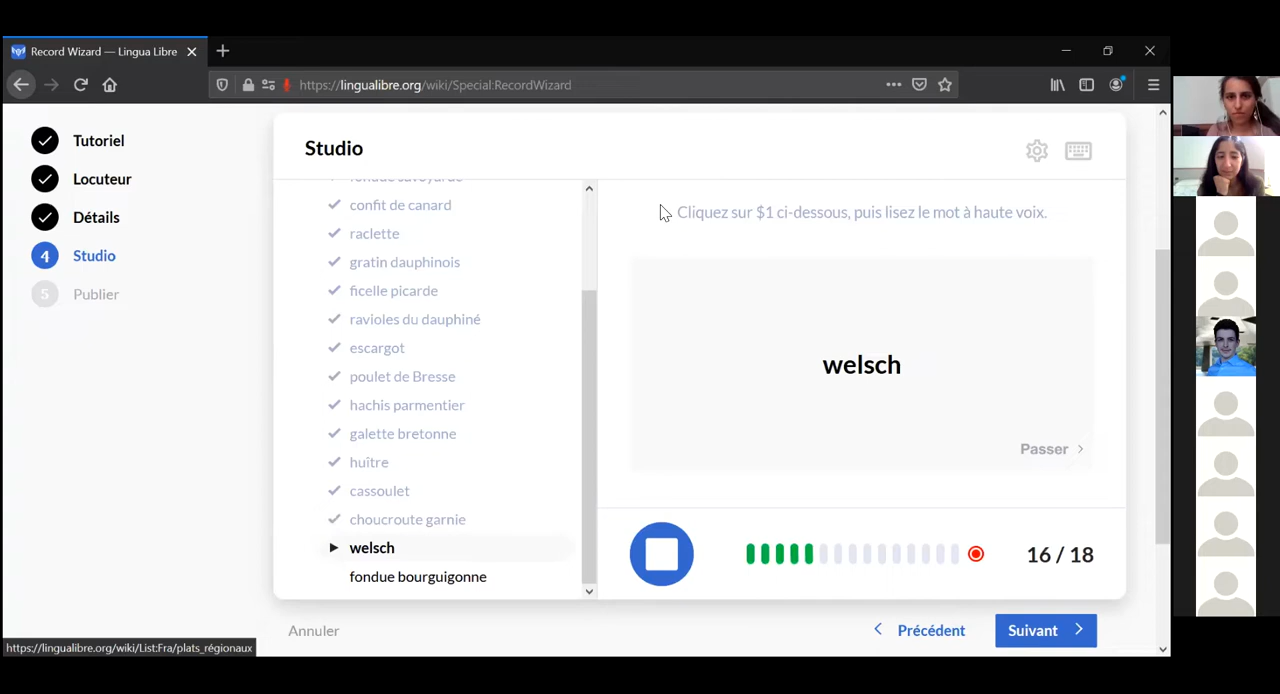 Record Wizard — Lingua Libre
https://lingualibre.org/wiki/Special:RecordWizard
Tutoriel
Locuteur
Détails
4 Studio
5 Publier
Studio
fondue savoyarde
confit de canard
raclette
gratin dauphinois
ficelle picarde
ravioles du dauphiné
escargot
poulet de Bresse
hachis parmentier
galette bretonne
huître
cassoulet
choucroute garnie
welsch
fondue bourguigonne
Cliquez sur $1 ci-dessous, puis lisez le mot à haute voix.
welsch
Passer
16 / 18
Annuler
Précédent
Suivant
https://lingualibre.org/wiki/List:Fra/plats_régionaux